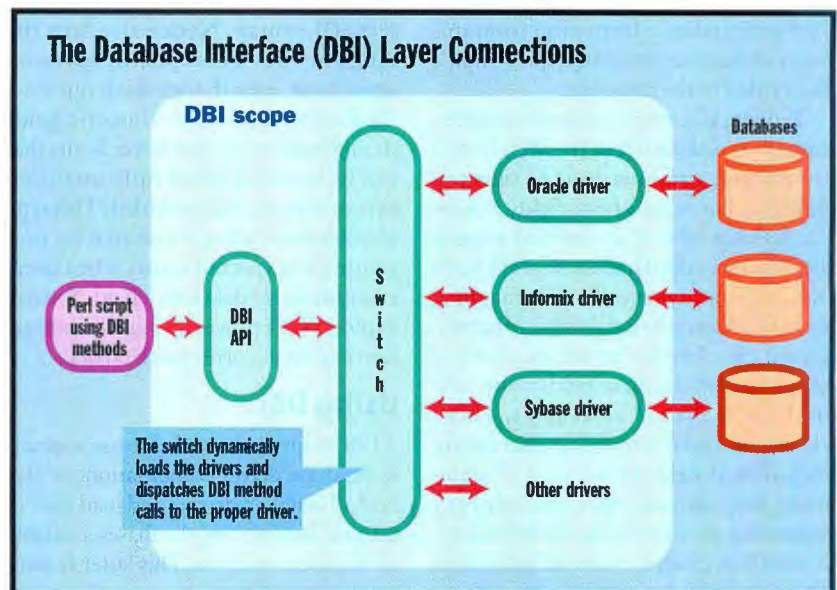 The Database Interface (DBI) Layer Connections
DBI scope
Databases
Oracle driver
Perl script
using DBI
methods
DBI
API
Switch
Informix driver
Sybase driver
The switch dynamically
loads the drivers and
dispatches DBI method
calls to the proper driver.
Other drivers